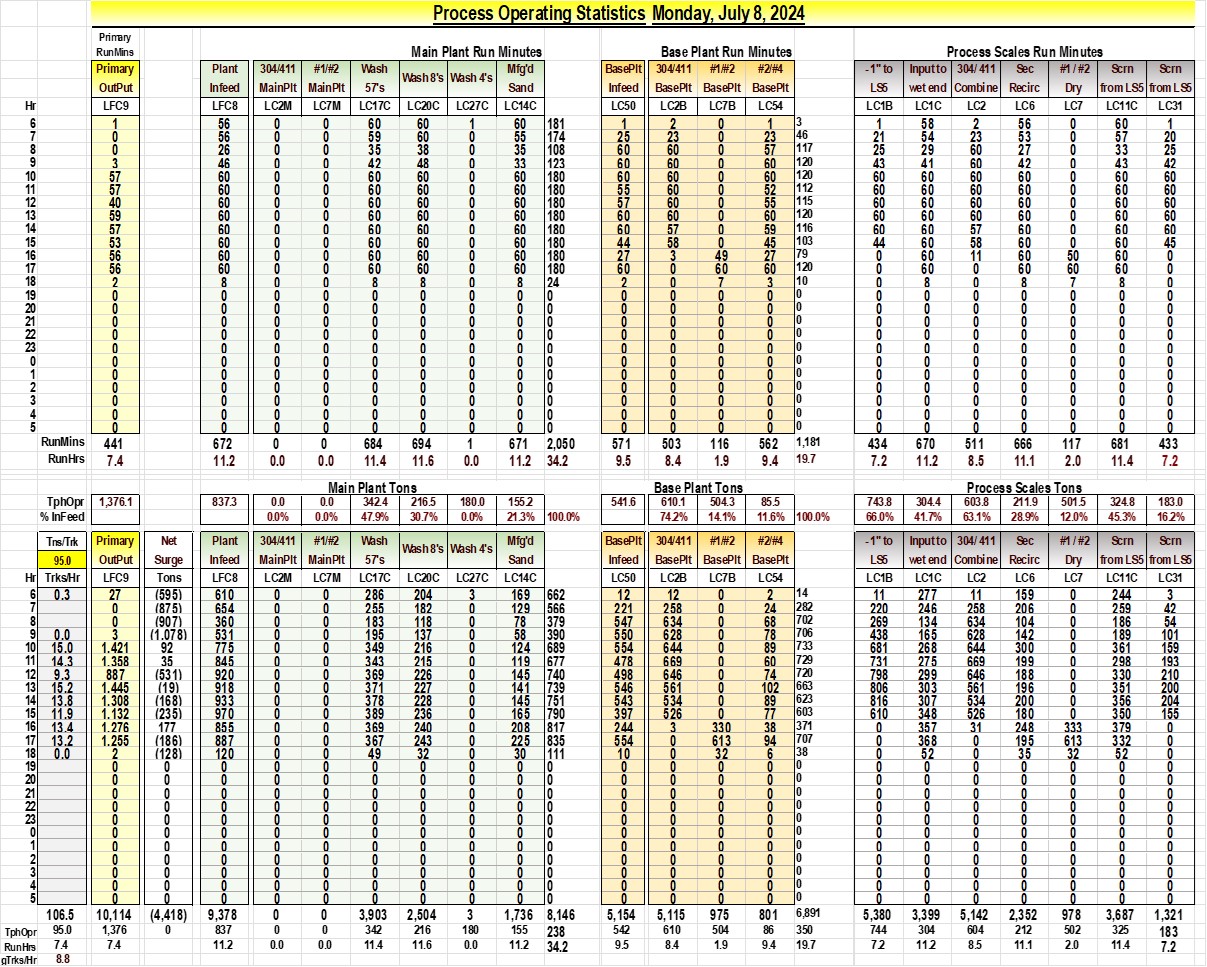 Process Operating Statistics Monday, July 8, 2024
Primary
RunMins Main Plant Run Minutes Base Plant Run Minutes Process Scales Run Minutes
Primary Plant 304/411 #1/#2 Wash Wash 8's Wash 4's Mfg'd BasePlt 304/411 #1/#2 #2/#4 -1" to Input to 304/ 411 Sec #1 / #2 Scrn Scrn
OutPut Infeed MainPlt MainPlt 57's Sand Infeed BasePlt BasePlt BasePlt LS5 wet end Combine Recirc Dry from LS5 from LS5
Hr LFC9 LFC8 LC2M LC7M LC17C LC20C LC27C LC14C LC50 LC2B LC7B LC54 LC1B LC1C LC2 LC6 LC7 LC11C LC31
6 1 56 0 0 60 60 1 60 181 1 2 0 1 3 1 58 2 56 0 60 1
7 0 56 0 0 59 60 0 55 174 25 23 0 23 46 21 54 23 53 0 57 20
8 0 26 0 0 35 38 0 35 108 60 60 0 57 117 25 29 60 27 0 33 25
9 3 46 0 0 42 48 0 33 123 60 60 0 60 120 43 41 60 42 0 43 42
10 57 60 0 0 60 60 0 60 180 60 60 0 60 120 60 60 60 60 0 60 60
11 57 60 0 0 60 60 0 60 180 55 60 0 52 112 60 60 60 60 0 60 60
12 40 60 0 0 60 60 0 60 180 57 60 0 55 115 60 60 60 60 0 60 60
13 59 60 0 0 60 60 0 60 180 60 60 0 60 120 60 60 60 60 0 60 60
14 57 60 0 0 60 60 0 60 180 60 57 0 59 116 60 60 57 60 0 60 60
15 53 60 0 0 60 60 0 60 180 44 58 0 45 103 44 60 58 60 0 60 45
16 56 60 0 0 60 60 0 60 180 27 3 49 27 79 0 60 11 60 50 60 0
17 56 60 0 0 60 60 0 60 180 60 0 60 60 120 0 60 0 60 60 60 0
18 2 8 0 0 8 8 0 8 24 2 0 7 3 10 0 8 0 8 7 8 0
19 0 0 0 0 0 0 0 0 0 0 0 0 0 0 0 0 0 0 0 0 0
20 0 0 0 0 0 0 0 0 0 0 0 0 0 0 0 0 0 0 0 0 0
21 0 0 0 0 0 0 0 0 0 0 0 0 0 0 0 0 0 0 0 0 0
22 0 0 0 0 0 0 0 0 0 0 0 0 0 0 0 0 0 0 0 0 0
23 0 0 0 0 0 0 0 0 0 0 0 0 0 0 0 0 0 0 0 0 0
0 0 0 0 0 0 0 0 0 0 0 0 0 0 0 0 0 0 0 0 0 0
1 0 0 0 0 0 0 0 0 0 0 0 0 0 0 0 0 0 0 0 0 0
2 0 0 0 0 0 0 0 0 0 0 0 0 0 0 0 0 0 0 0 0 0
3 0 0 0 0 0 0 0 0 0 0 0 0 0 0 0 0 0 0 0 0 0
4 0 0 0 0 0 0 0 0 0 0 0 0 0 0 0 0 0 0 0 0 0
5 0 0 0 0 0 0 0 0 0 0 0 0 0 0 0 0 0 0 0 0 0
RunMins 441 672 0 0 684 694 1 671 2,050 571 503 116 562 1,181 434 670 511 666 117 681 433
RunHrs 7.4 11.2 0.0 0.0 11.4 11.6 0.0 11.2 34.2 9.5 8.4 1.9 9.4 19.7 7.2 11.2 8.5 11.1 2.0 11.4 7.2
Main Plant Tons Base Plant Tons Process Scales Tons
TphOpr 1,376.1 837.3 0.0 0.0 342.4 216.5 180.0 155.2 541.6 610.1 504.3 85.5 743.8 304.4 603.8 211.9 501.5 324.8 183.0
% InFeed 0.0% 0.0% 47.9% 30.7% 0.0% 21.3% 100.0% 74.2% 14.1% 11.6% 100.0% 66.0% 41.7% 63.1% 28.9% 12.0% 45.3% 16.2%
Tns/Trk Primary Net Plant 304/411 #1/#2 Wash Wash 8's Wash 4's Mfg'd BasePlt 304/411 #1/#2 #2/#4 -1" to Input to 304/ 411 Sec #1 / #2 Scrn Scrn
95.0 OutPut Surge Infeed MainPlt MainPlt 57's Sand Infeed BasePlt BasePlt BasePlt LS5 wet end Combine Recirc Dry from LS5 from LS5
Hr Trks/Hr LFC9 Tons LFC8 LC2M LC7M LC17C LC20C LC27C LC14C LC50 LC2B LC7B LC54 LC1B LC1C LC2 LC6 LC7 LC11C LC31
6 0.3 27 (595) 610 0 0 286 204 3 169 662 12 12 0 2 14 11 277 11 159 0 244 3
7 0 (875) 654 0 0 255 182 0 129 566 221 258 0 24 282 220 246 258 206 0 259 42
8 0 (907) 360 0 0 183 118 0 78 379 547 634 0 68 702 269 134 634 104 0 186 54
9 0.0 3 (1,078) 531 0 0 195 137 0 58 390 550 628 0 78 706 438 165 628 142 0 189 101
10 15.0 1,421 92 775 0 0 349 216 0 124 689 554 644 0 89 733 681 268 644 300 0 361 159
11 14.3 1,358 35 845 0 0 343 215 0 119 677 478 669 0 60 729 731 275 669 199 0 298 193
12 9.3 887 (531) 920 0 0 369 226 0 145 740 498 646 0 74 720 798 299 646 188 0 330 210
13 15.2 1,445 (19) 918 0 0 371 227 0 141 739 546 561 0 102 663 806 303 561 196 0 351 200
14 13.8 1,308 (168) 933 0 0 378 228 0 145 751 543 534 0 89 623 816 307 534 200 0 356 204
15 11.9 1,132 (235) 970 0 0 389 236 0 165 790 397 526 0 77 603 610 348 526 180 0 350 155
16 13.4 1,276 177 855 0 0 369 240 0 208 817 244 3 330 38 371 0 357 31 248 333 379 0
17 13.2 1,255 (186) 887 0 0 367 243 0 225 835 554 0 613 94 707 0 368 0 195 613 332 0
18 0.0 2 (128) 120 0 0 49 32 0 30 111 10 0 32 6 38 0 52 0 35 32 52 0
19 0 0 0 0 0 0 0 0 0 0 0 0 0 0 0 0 0 0 0 0 0 0
20 0 0 0 0 0 0 0 0 0 0 0 0 0 0 0 0 0 0 0 0 0 0
21 0 0 0 0 0 0 0 0 0 0 0 0 0 0 0 0 0 0 0 0 0 0
22 0 0 0 0 0 0 0 0 0 0 0 0 0 0 0 0 0 0 0 0 0 0
23 0 0 0 0 0 0 0 0 0 0 0 0 0 0 0 0 0 0 0 0 0 0
0 0 0 0 0 0 0 0 0 0 0 0 0 0 0 0 0 0 0 0 0 0 0
1 0 0 0 0 0 0 0 0 0 0 0 0 0 0 0 0 0 0 0 0 0 0
2 0 0 0 0 0 0 0 0 0 0 0 0 0 0 0 0 0 0 0 0 0 0
3 0 0 0 0 0 0 0 0 0 0 0 0 0 0 0 0 0 0 0 0 0 0
4 0 0 0 0 0 0 0 0 0 0 0 0 0 0 0 0 0 0 0 0 0 0
5 0 0 0 0 0 0 0 0 0 0 0 0 0 0 0 0 0 0 0 0 0 0
106.5 10,114 (4,418) 9,378 0 0 3,903 2,504 3 1,736 8,146 5,154 5,115 975 801 6,891 5,380 3,399 5,142 2,352 978 3,687 1,321
TphOpr 95.0 1,376 0 837 0 0 342 216 180 155 238 542 610 504 86 350 744 304 604 212 502 325 183
RunHrs 7.4 7.4 11.2 0.0 0.0 11.4 11.6 0.0 11.2 34.2 9.5 8.4 1.9 9.4 19.7 7.2 11.2 8.5 11.1 2.0 11.4 7.2
gTrks/Hr 8.8